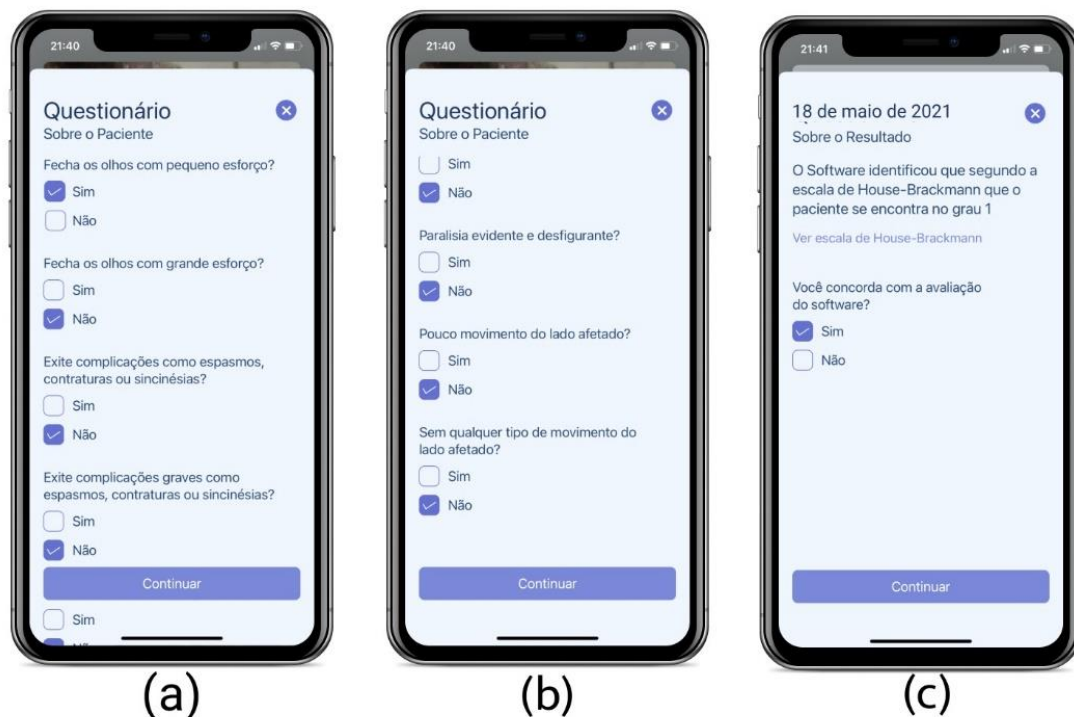 21:40
Questionário
Sobre o Paciente
Fecha os olhos com pequeno esforço?
Sim
Não
Fecha os olhos com grande esforço?
Sim
Não
Exite complicações como espasmos,
contraturas ou sincinésias?
Sim
Não
Exite complicações graves como
espasmos, contraturas ou sincinésias?
Sim
Não
Continuar
Sim
(a)
21:40
Questionário
Sobre o Paciente
Sim
Não
Paralisia evidente e desfigurante?
Sim
Não
Pouco movimento do lado afetado?
Sim
Não
Sem qualquer tipo de movimento do
lado afetado?
Sim
Não
Continuar
(b)
21:41
18 de maio de 2021
Sobre o Resultado
O Software identificou que segundo a
escala de House-Brackmann que o
paciente se encontra no grau 1
Ver escala de House-Brackmann
Você concorda com a avaliação
do software?
Sim
Não
Continuar
(c)